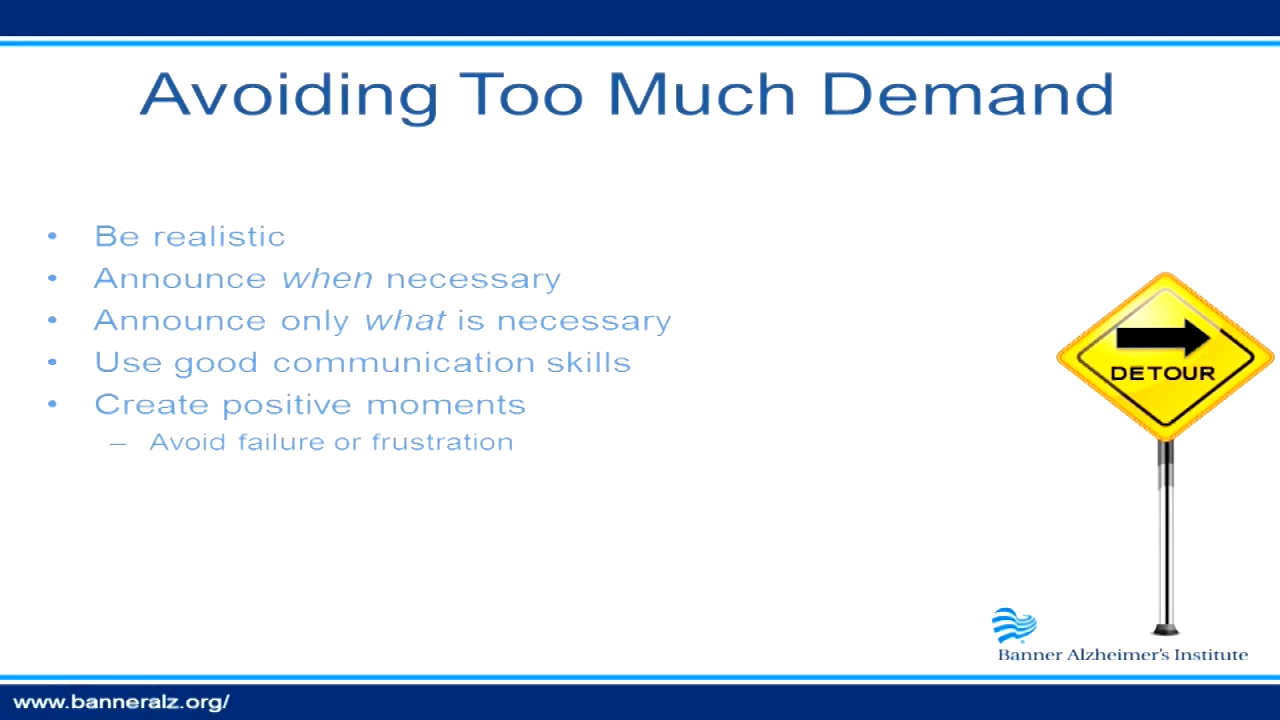 Avoiding Too Much Demand
• Be realistic
• Announce when necessary
• Announce only what is necessary
• Use good communication skills
• Create positive moments
– Avoid failure or frustration
DETOUR
Banner Alzheimer's Institute
www.banneralz.org/